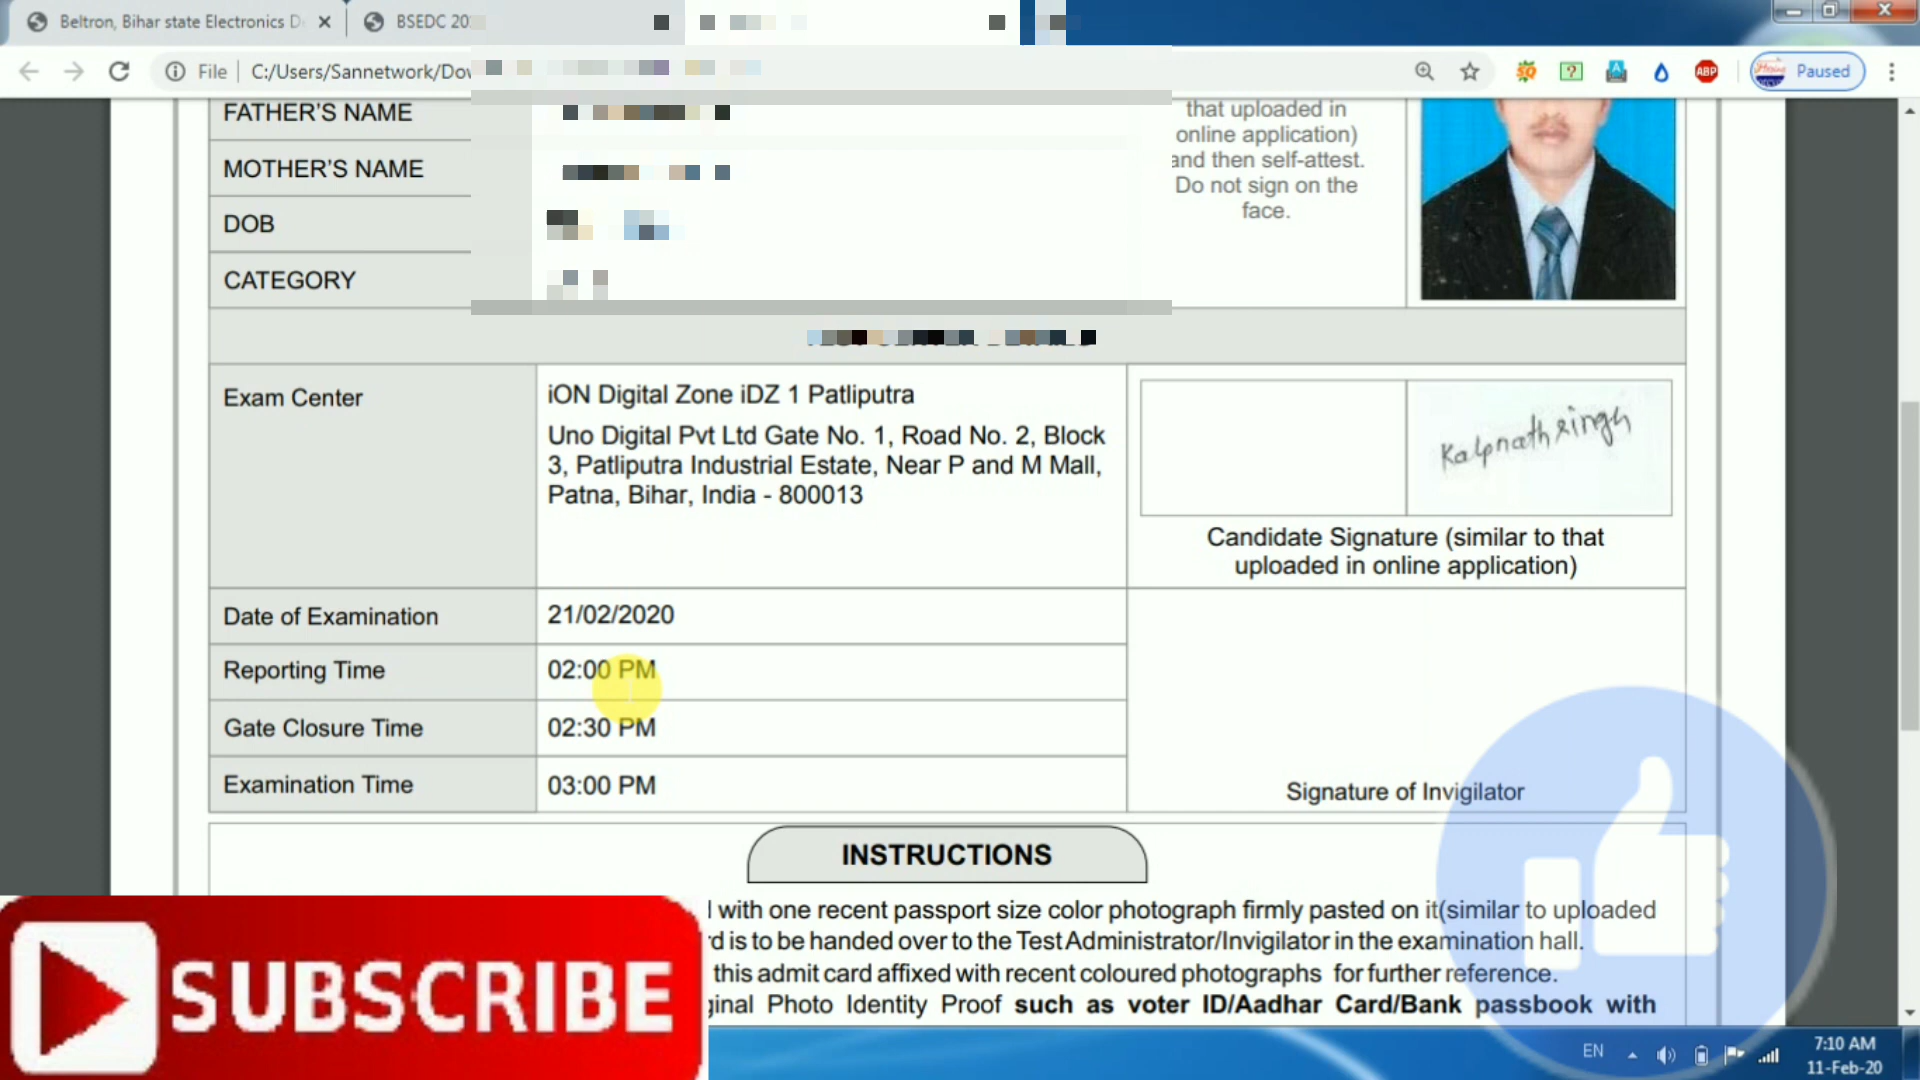 Beltron, Bihar state Electronics D
BSEDC 20
File
C:/Users/Sannetwork/Dov
ABP
Paused
FATHER'S NAME
MOTHER'S NAME
DOB
CATEGORY
that uploaded in
online application)
and then self-attest.
Do not sign on the
face.
Exam Center
iON Digital Zone iDZ 1 Patliputra
Uno Digital Pvt Ltd Gate No. 1, Road No. 2, Block
3, Patliputra Industrial Estate, Near P and M Mall,
Patna, Bihar, India - 800013
Kalpnath singh
Candidate Signature (similar to that
uploaded in online application)
Date of Examination 21/02/2020
Reporting Time 02:00 PM
Gate Closure Time 02:30 PM
Examination Time 03:00 PM
Signature of Invigilator
INSTRUCTIONS
with one recent passport size color photograph firmly pasted on it(similar to uploaded
is to be handed over to the Test Administrator/Invigilator in the examination hall.
this admit card affixed with recent coloured photographs for further reference.
Photo Identity Proof such as voter ID/Aadhar Card/Bank passbook with
SUBSCRIBE
EN
7:10 AM
11-Feb-20